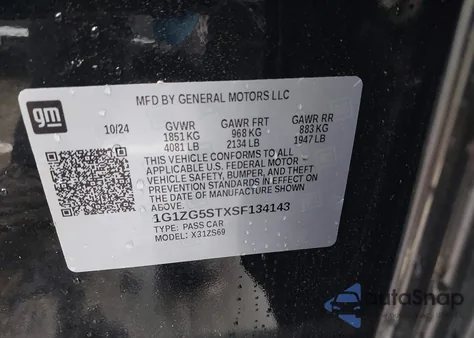 MFD BY GENERAL MOTORS LLC
gm
10/24 GVWR GAWR FRT GAWR RR
1851 KG 968 KG 883 KG
4081 LB 2134 LB 1947 LB
THIS VEHICLE CONFORMS TO ALL
APPLICABLE U.S. FEDERAL MOTOR
VEHICLE SAFETY, BUMPER, AND THEFT
PREVENTION STANDARDS IN EFFECT ON
THE DATE OF MANUFACTURE SHOWN
ABOVE.
1G1ZG5STXSF134143
TYPE: PASS CAR
MODEL: X31ZS69
AutoSnap